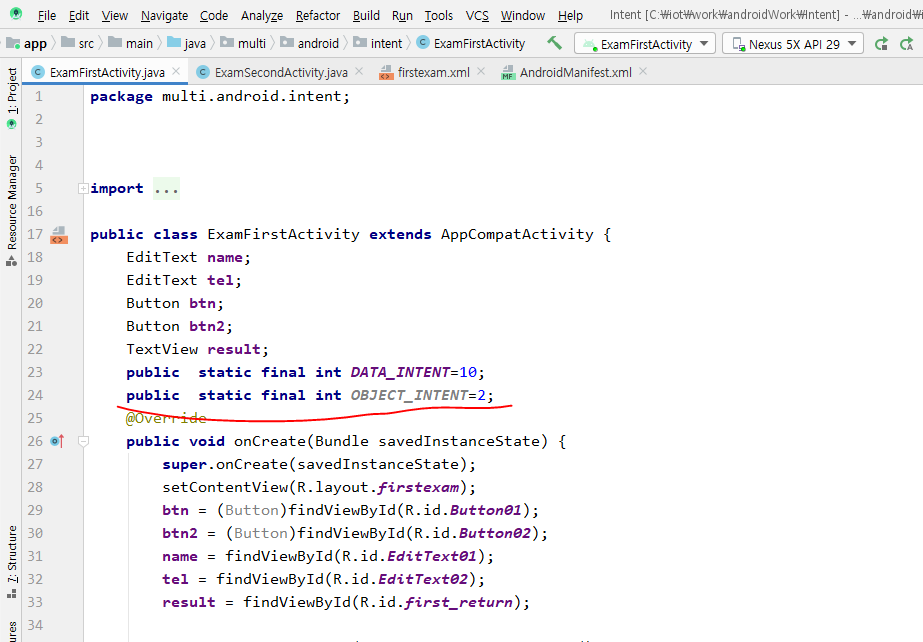 File Edit View Navigate Code Analyze Refactor Build Run Tools VCS Window Help Intent [C:₩iot₩work₩androidWork₩Intent] - ...₩android₩i
app src main java multi android intent ExamFirstActivity ExamFirstActivity Nexus 5X API 29
ExamFirstActivity.java ExamSecondActivity.java firstexam.xml AndroidManifest.xml
1: Project
Resource Manager
7: Structure
ures
1 package multi.android.intent;
2
3
4
5 import ...
16
17 public class ExamFirstActivity extends AppCompatActivity {
18 EditText name;
19 EditText tel;
20 Button btn;
21 Button btn2;
22 TextView result;
23 public  static final int DATA_INTENT=10;
24 public  static final int OBJECT_INTENT=2;
25 @Override
26 public void onCreate(Bundle savedInstanceState) {
27 super.onCreate(savedInstanceState);
28 setContentView(R.layout.firstexam);
29 btn = (Button)findViewById(R.id.Button01);
30 btn2 = (Button)findViewById(R.id.Button02);
31 name = findViewById(R.id.EditText01);
32 tel = findViewById(R.id.EditText02);
33 result = findViewById(R.id.first_return);
34